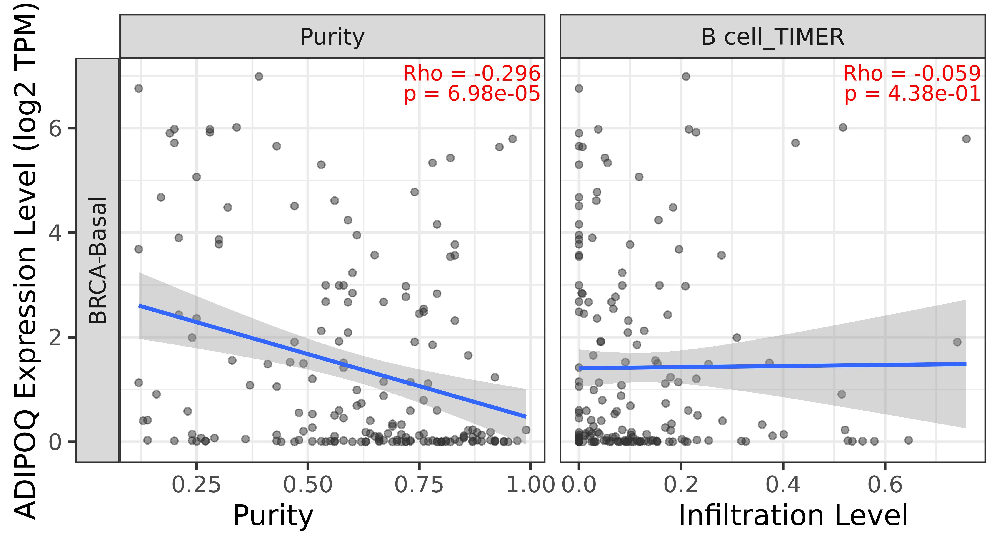 ADIPOQ Expression Level (log2 TPM)
BRCA-Basal
Purity
B cell_TIMER
Rho = -0.296
p = 6.98e-05
Rho = -0.059
p = 4.38e-01
6
4
2
0
0.25 0.50 0.75 1.00
0.0 0.2 0.4 0.6
Purity
Infiltration Level